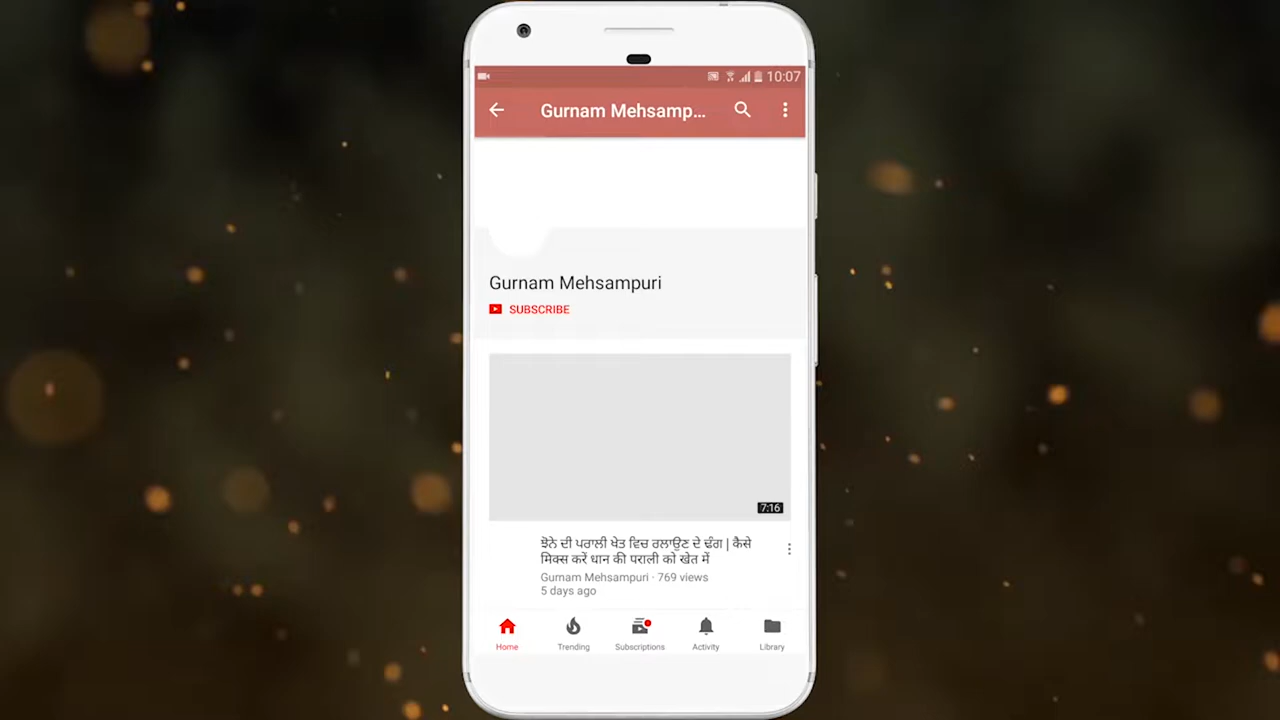 10:07
Gurnam Mehsamp...
Gurnam Mehsampuri
SUBSCRIBE
7:16
ਝੋਨੇ ਦੀ ਪਰਾਲੀ ਖੇਤ ਵਿਚ ਰਲਾਉਣ ਦੇ ਢੰਗ | कैसे
मिक्स करें धान की पराली को खेत में
Gurnam Mehsampuri · 769 views
5 days ago
Home Trending Subscriptions Activity Library